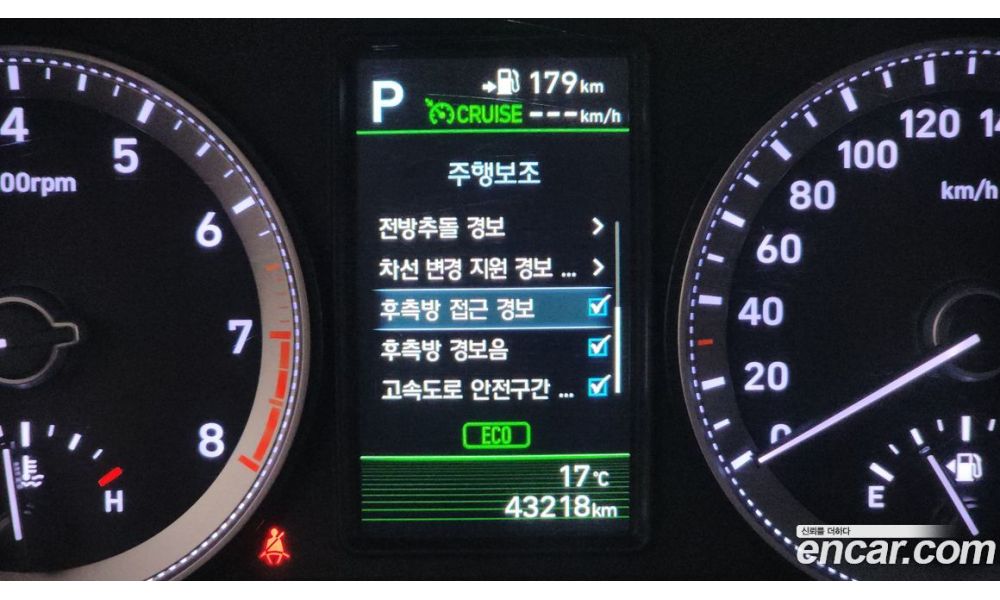 P
179 km
CRUISE ---km/h
주행보조
전방추돌 경보
차선 변경 지원 경보 ...
후측방 접근 경보
후측방 경보음
고속도로 안전구간 ...
ECO
17°C
43218km
4
5
6
7
8
00rpm
H
0
20
40
60
80
100
120
14
km/h
E
신뢰를 더하다
encar.com